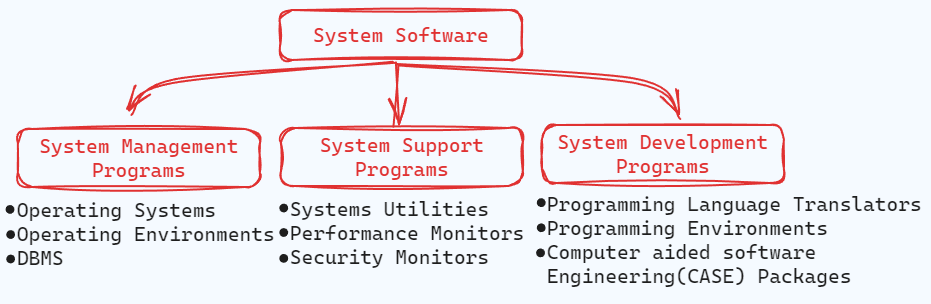 System Software
System Management
Programs
•Operating Systems
•Operating Environments
•DBMS
System Support
Programs
•Systems Utilities
•Performance Monitors
•Security Monitors
System Development
Programs
•Programming Language Translators
•Programming Environments
•Computer aided software
Engineering(CASE) Packages